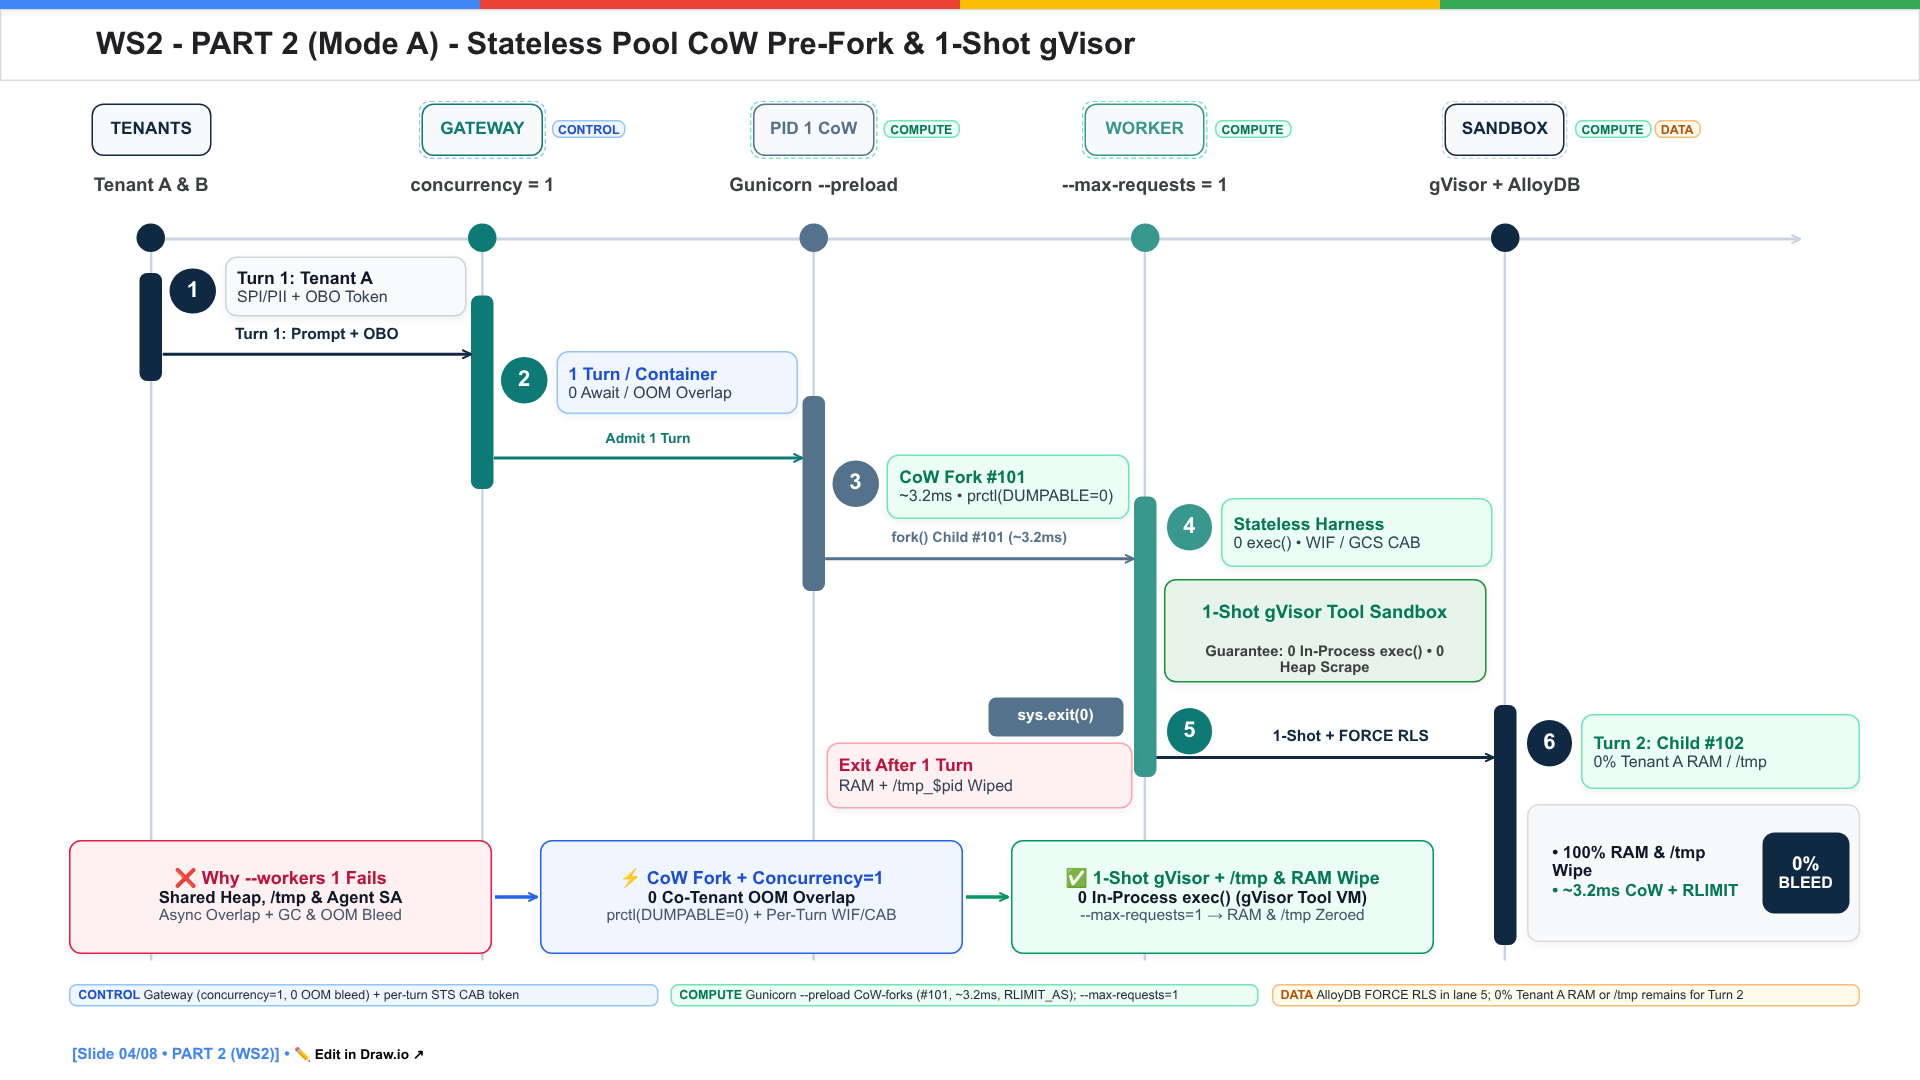 WS2 - PART 2 (Mode A) - Stateless Pool CoW Pre-Fork & 1-Shot gVisor
TENANTS
GATEWAY
CONTROL
PID 1 CoW
COMPUTE
WORKER
COMPUTE
SANDBOX
COMPUTE
DATA
Tenant A & B
concurrency = 1
Gunicorn --preload
--max-requests = 1
gVisor + AlloyDB
1
Turn 1: Tenant A
SPI/PII + OBO Token
Turn 1: Prompt + OBO
2
1 Turn / Container
0 Await / OOM Overlap
Admit 1 Turn
3
CoW Fork #101
~3.2ms • prctl(DUMPABLE=0)
fork() Child #101 (~3.2ms)
4
Stateless Harness
0 exec() • WIF / GCS CAB
1-Shot gVisor Tool Sandbox
Guarantee: 0 In-Process exec() • 0
Heap Scrape
sys.exit(0)
Exit After 1 Turn
RAM + /tmp_$pid Wiped
5
1-Shot + FORCE RLS
6
Turn 2: Child #102
0% Tenant A RAM / /tmp
• 100% RAM & /tmp
Wipe
• ~3.2ms CoW + RLIMIT
0%
BLEED
❌ Why --workers 1 Fails
Shared Heap, /tmp & Agent SA
Async Overlap + GC & OOM Bleed
⚡ CoW Fork + Concurrency=1
0 Co-Tenant OOM Overlap
prctl(DUMPABLE=0) + Per-Turn WIF/CAB
✅ 1-Shot gVisor + /tmp & RAM Wipe
0 In-Process exec() (gVisor Tool VM)
--max-requests=1 → RAM & /tmp Zeroed
CONTROL Gateway (concurrency=1, 0 OOM bleed) + per-turn STS CAB token
COMPUTE Gunicorn --preload CoW-forks (#101, ~3.2ms, RLIMIT_AS); --max-requests=1
DATA AlloyDB FORCE RLS in lane 5; 0% Tenant A RAM or /tmp remains for Turn 2
[Slide 04/08 • PART 2 (WS2)] • ✏️ Edit in Draw.io ↗